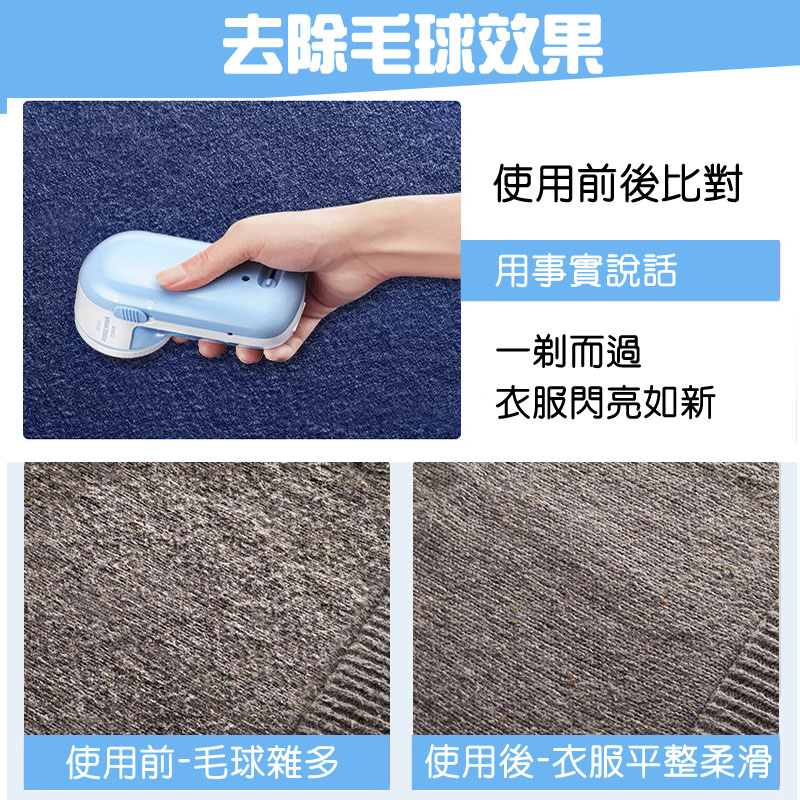 去除毛球效果
使用前後比對
用事實說話
一剃而過
衣服閃亮如新
使用前-毛球雜多
使用後-衣服平整柔滑